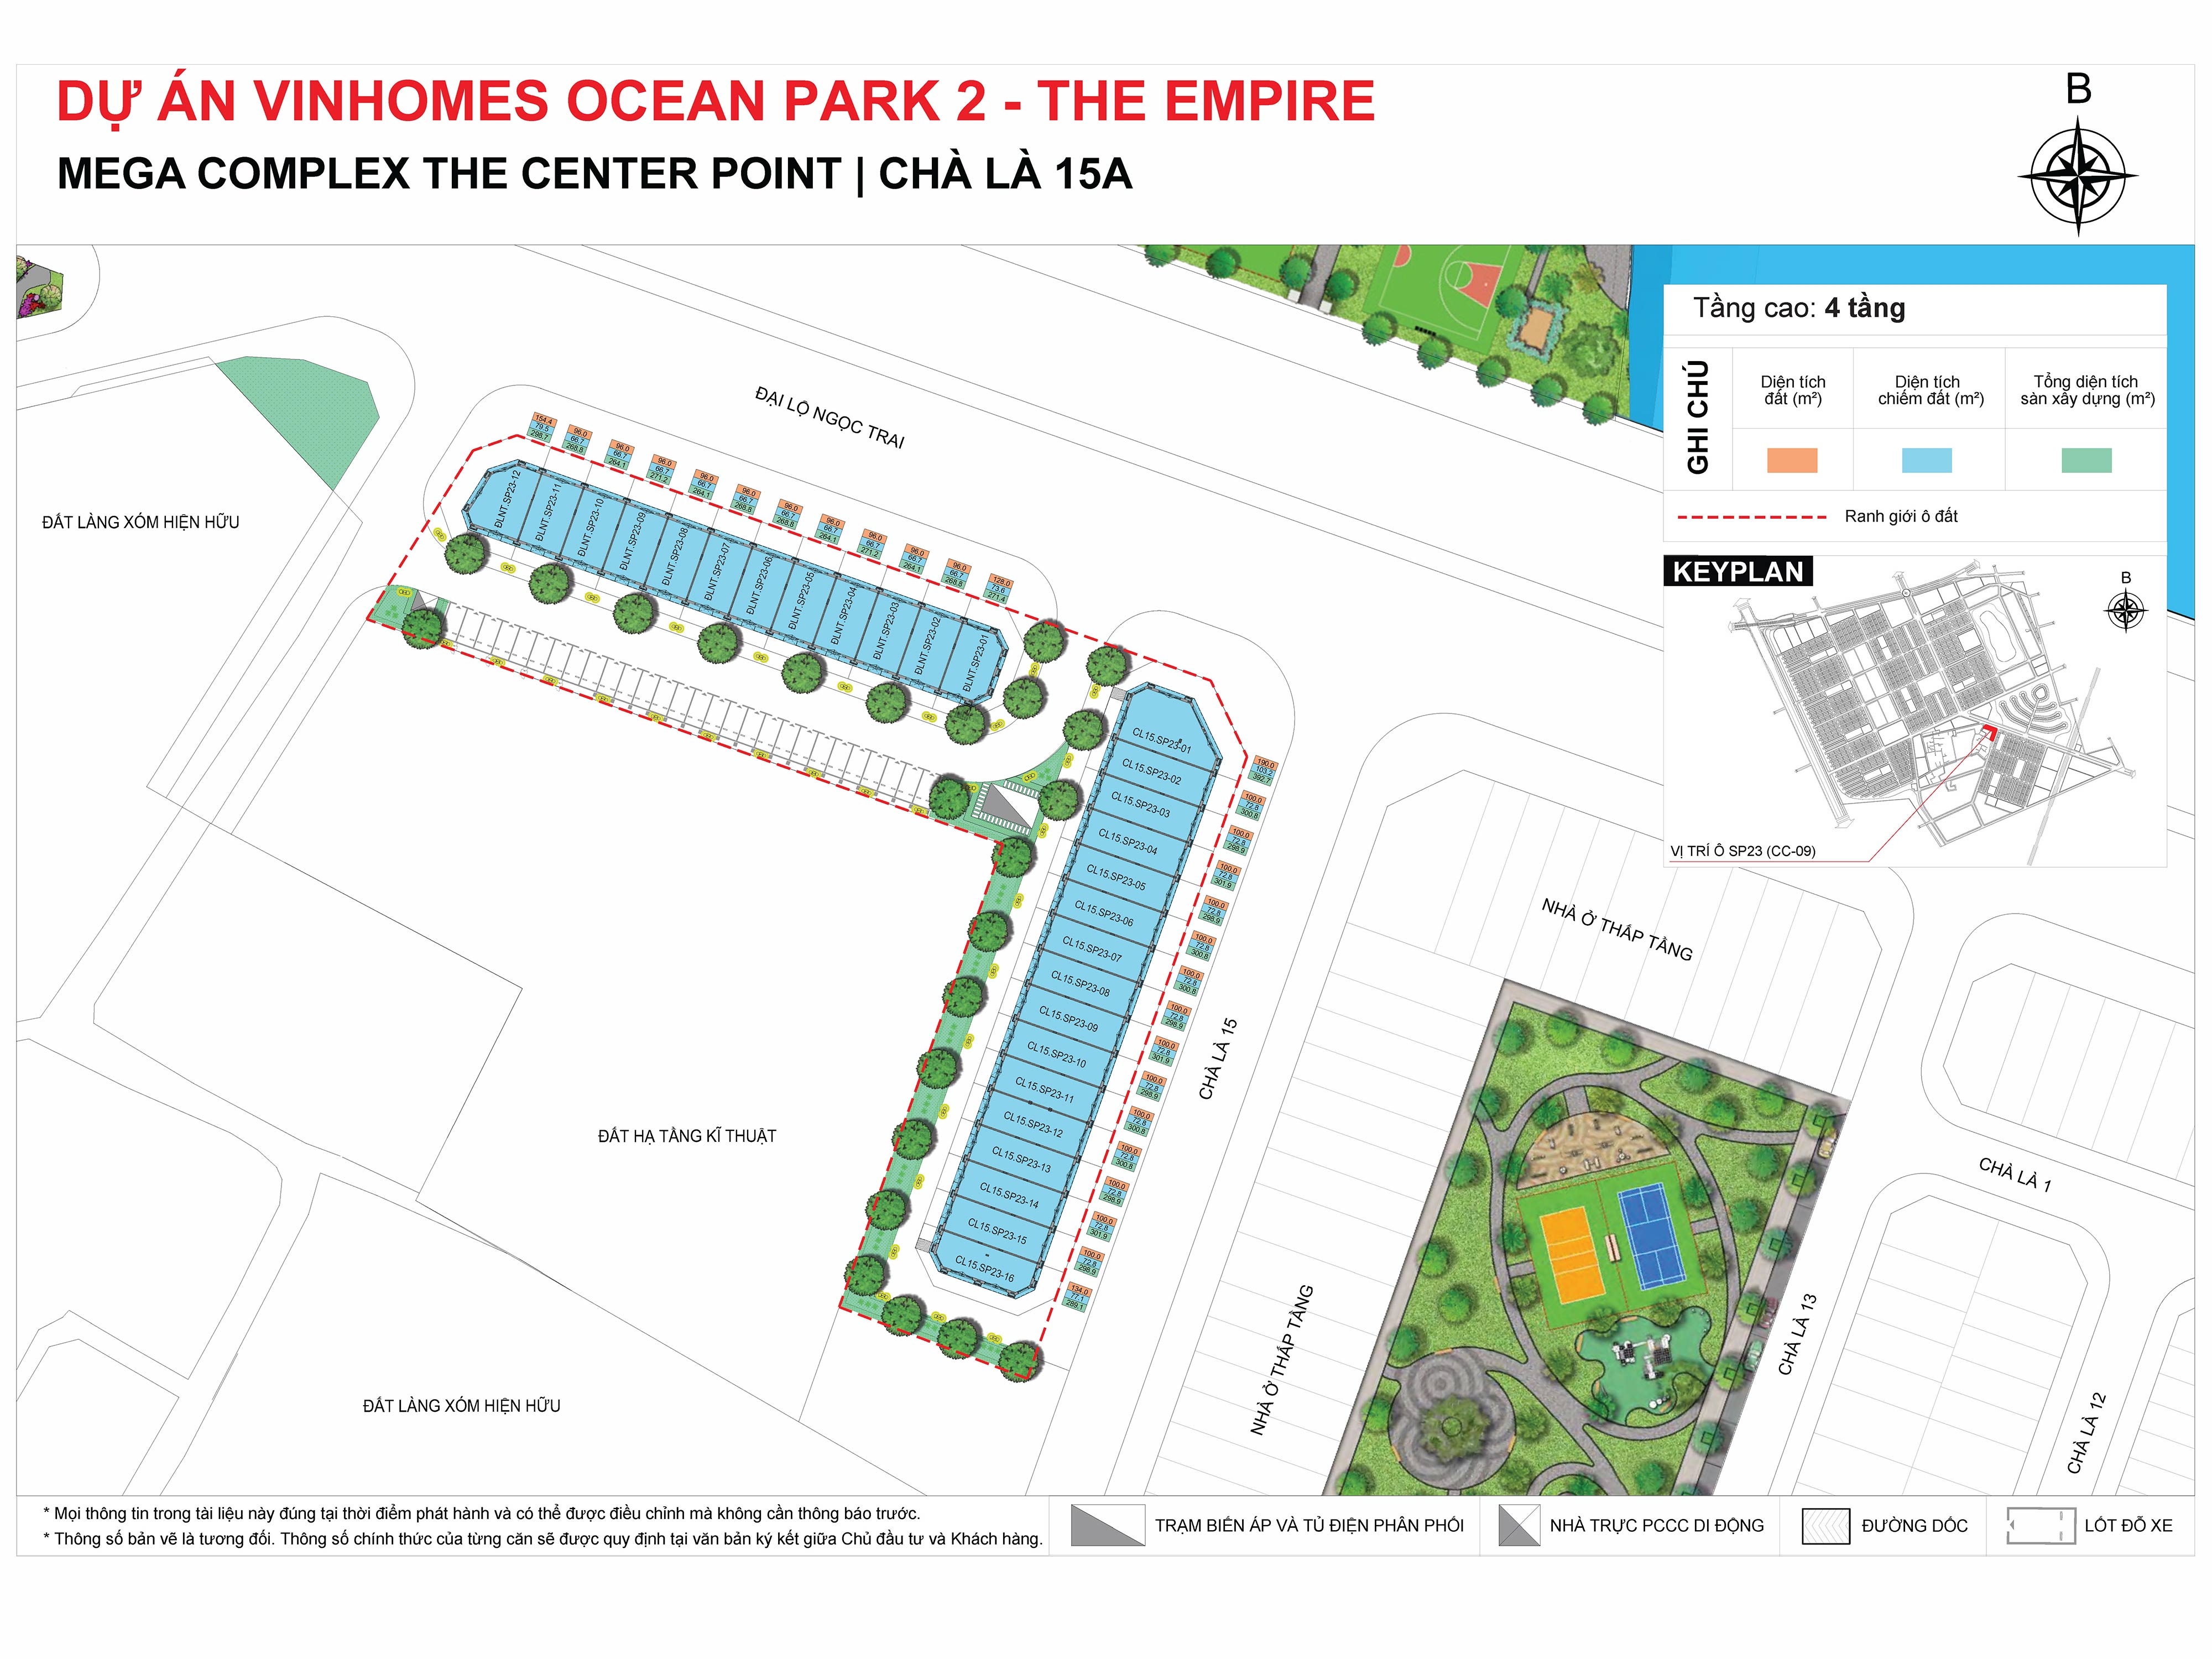 DỰ ÁN VINHOMES OCEAN PARK 2 - THE EMPIRE
MEGA COMPLEX THE CENTER POINT | CHÀ LÀ 15A
B
Tầng cao: 4 tầng
GHI CHÚ
Diện tích
đất (m²)
Diện tích
chiếm đất (m²)
Tổng diện tích
sàn xây dựng (m²)
Ranh giới ô đất
KEYPLAN
B
VỊ TRÍ Ô SP23 (CC-09)
ĐẠI LỘ NGỌC TRAI
ĐẤT LÀNG XÓM HIỆN HỮU
154.4
79.5
298.7
96.0
66.7
268.8
96.0
66.7
264.1
96.0
66.7
271.2
96.0
66.7
264.1
96.0
66.7
268.8
96.0
66.7
268.8
96.0
66.7
264.1
96.0
66.7
271.2
96.0
66.7
264.1
96.0
66.7
268.8
128.0
73.6
271.4
ĐLNT.SP23-12
ĐLNT.SP23-11
ĐLNT.SP23-10
ĐLNT.SP23-09
ĐLNT.SP23-08
ĐLNT.SP23-07
ĐLNT.SP23-06
ĐLNT.SP23-05
ĐLNT.SP23-04
ĐLNT.SP23-03
ĐLNT.SP23-02
ĐLNT.SP23-01
CL15.SP23-01
CL15.SP23-02
CL15.SP23-03
CL15.SP23-04
CL15.SP23-05
CL15.SP23-06
CL15.SP23-07
CL15.SP23-08
CL15.SP23-09
CL15.SP23-10
CL15.SP23-11
CL15.SP23-12
CL15.SP23-13
CL15.SP23-14
CL15.SP23-15
CL15.SP23-16
190.0
103.2
392.7
100.0
72.8
300.8
100.0
72.8
298.9
100.0
72.8
301.9
100.0
72.8
298.9
100.0
72.8
300.8
100.0
72.8
300.8
100.0
72.8
298.9
100.0
72.8
301.9
100.0
72.8
298.9
100.0
72.8
300.8
100.0
72.8
300.8
100.0
72.8
298.9
100.0
72.8
301.9
100.0
72.8
298.9
134.0
77.1
289.1
CHÀ LÀ 15
NHÀ Ở THẤP TẦNG
NHÀ Ở THẤP TẦNG
CHÀ LÀ 1
CHÀ LÀ 13
CHÀ LÀ 12
ĐẤT HẠ TẦNG KĨ THUẬT
ĐẤT LÀNG XÓM HIỆN HỮU
* Mọi thông tin trong tài liệu này đúng tại thời điểm phát hành và có thể được điều chỉnh mà không cần thông báo trước.
* Thông số bản vẽ là tương đối. Thông số chính thức của từng căn sẽ được quy định tại văn bản ký kết giữa Chủ đầu tư và Khách hàng.
TRẠM BIẾN ÁP VÀ TỦ ĐIỆN PHÂN PHỐI
NHÀ TRỰC PCCC DI ĐỘNG
ĐƯỜNG DỐC
LỐT ĐỖ XE